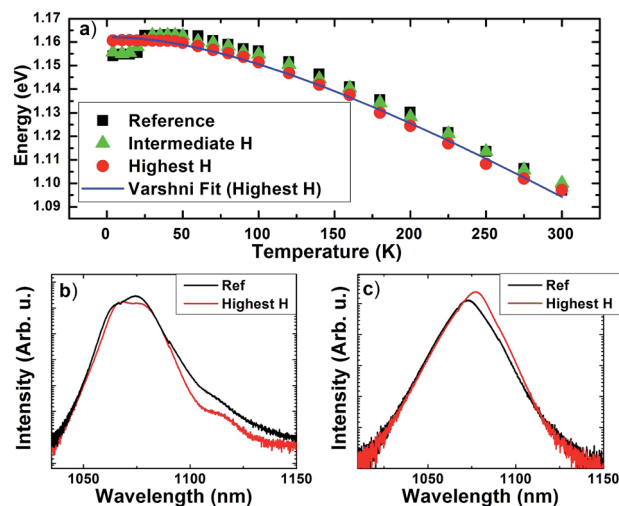 a)
1.17
1.16
1.15
1.14
1.13
1.12
1.11
1.10
1.09
Energy (eV)
Reference
Intermediate H
Highest H
Varshni Fit (Highest H)
0 50 100 150 200 250 300
Temperature (K)
b)
Ref
Highest H
Intensity (Arb. u.)
1050 1100 1150
Wavelength (nm)
c)
Ref
Highest H
Intensity (Arb. u.)
1050 1100 1150
Wavelength (nm)